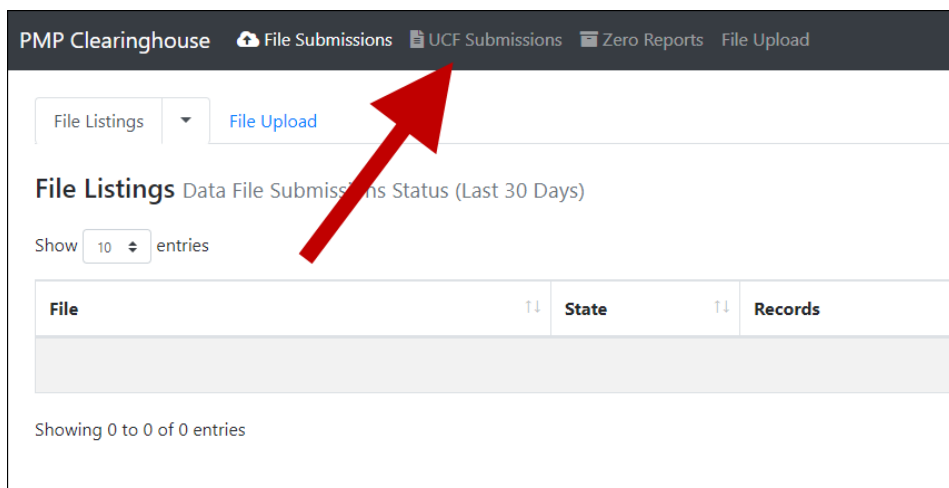 PMP Clearinghouse File Submissions UCF Submissions Zero Reports File Upload
File Listings File Upload
File Listings Data File Submissions Status (Last 30 Days)
Show 10 entries
File State Records
Showing 0 to 0 of 0 entries